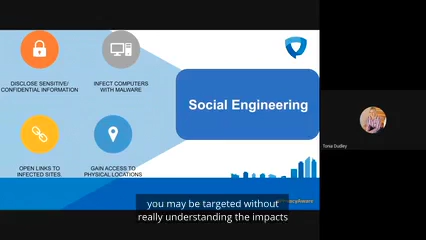 DISCLOSE SENSITIVE/
CONFIDENTIAL INFORMATION
INFECT COMPUTERS
WITH MALWARE
Social Engineering
OPEN LINKS TO
INFECTED SITES,
GAIN ACCESS TO
PHYSICAL LOCATIONS
Tonia Dudley
you may be targeted without
really understanding the impacts